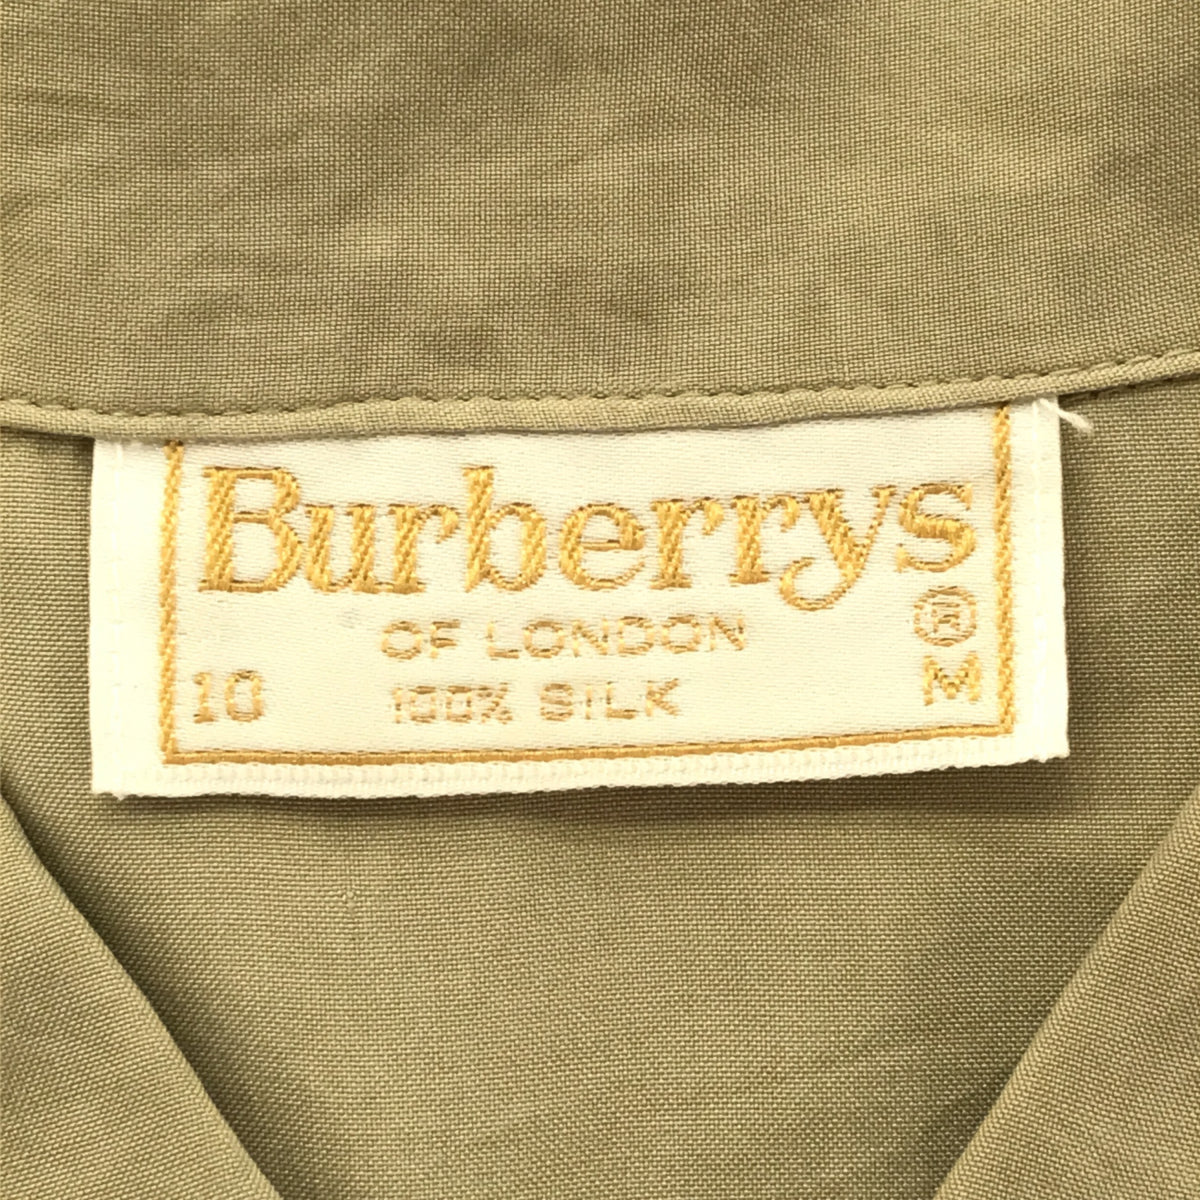 Burberrys
OF LONDON ®
10 100% SILK M